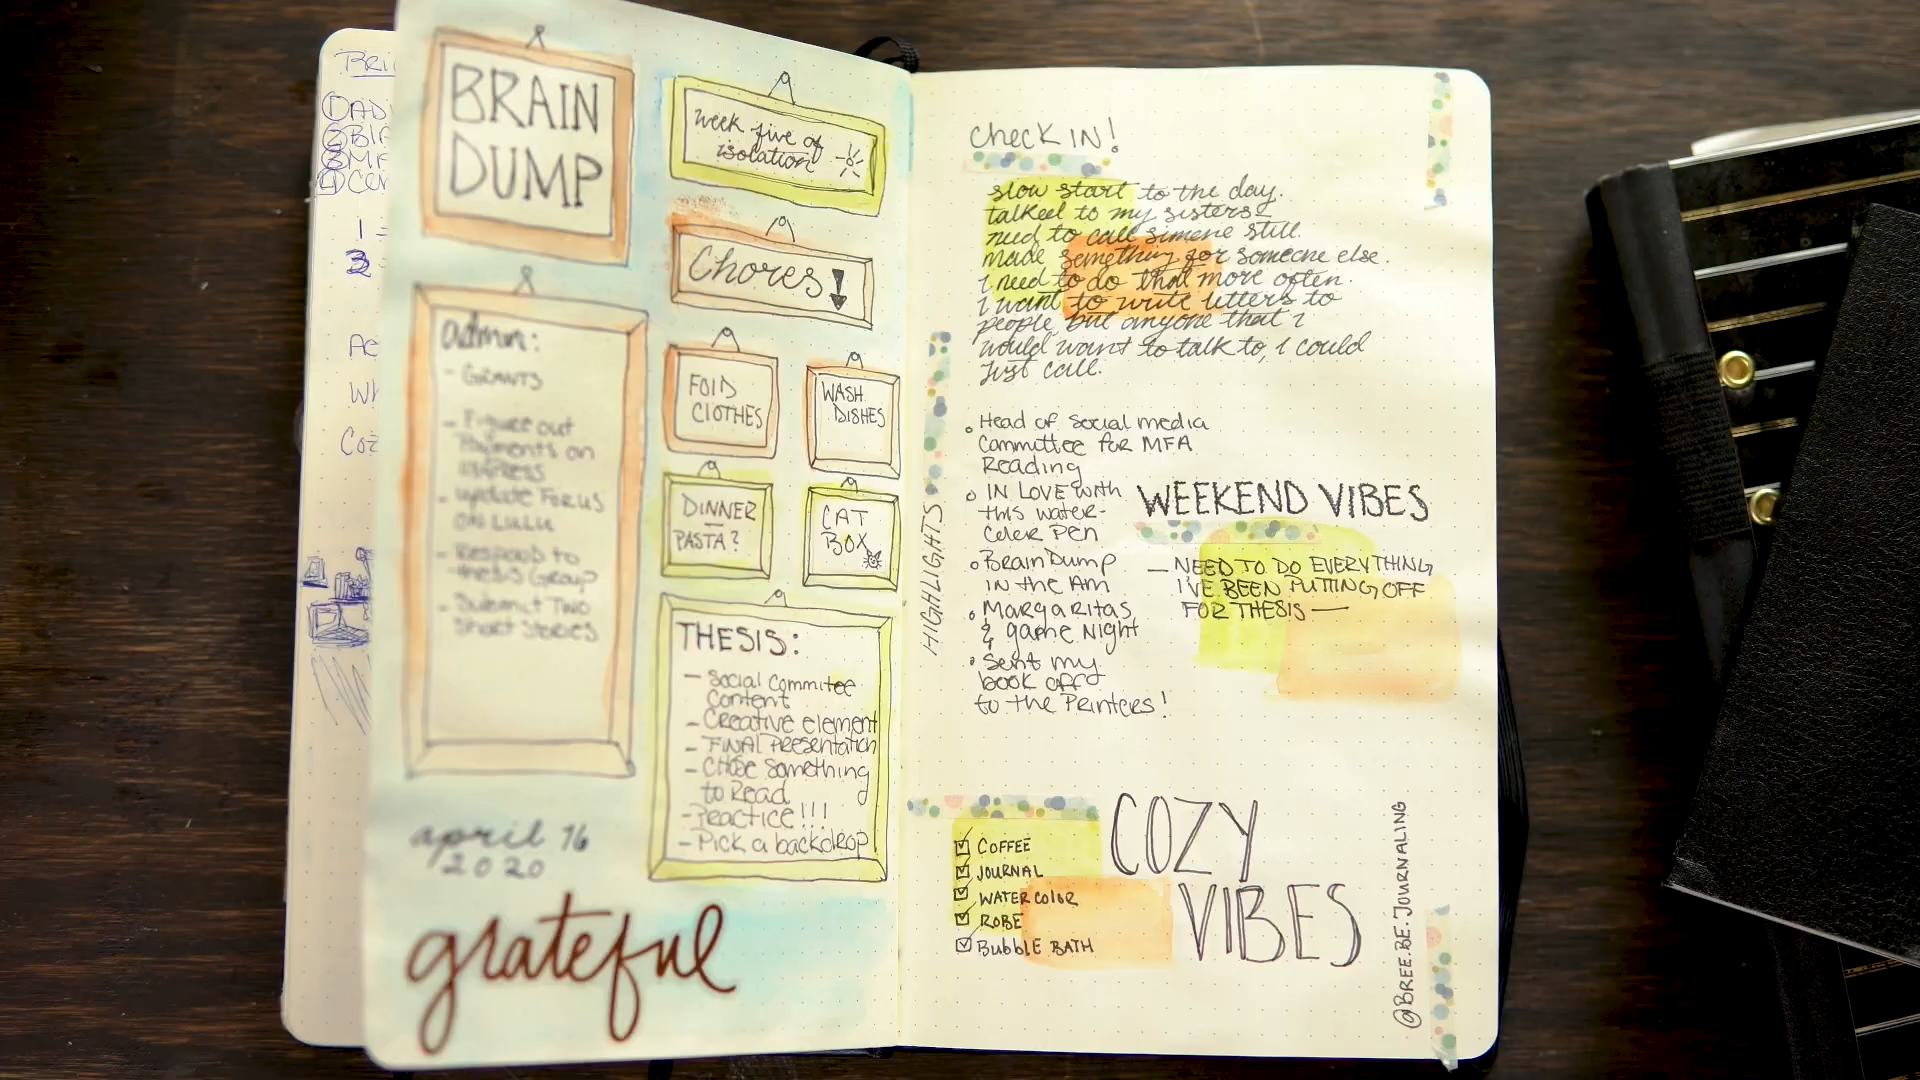 BRAIN
DUMP
week five of
isolation
Chores!
admin:
- GRANTS
- Figure out
Payments on
- update For us
ON LULU
- Respond to
thesis Group
- Submit Two
Short Stories
FOLD
CLOTHES
WASH
DISHES
DINNER
PASTA?
CAT
BOX
THESIS:
- Social Commitee
Content
- Creative element
- FINAL Presentation
- Chose Something
to Read
- Practice!!!
- Pick a backdrop
april 16
2020
grateful
Check IN!
slow start to the day.
talked to my sisters
need to call simone still.
made something for someone else.
I need to do that more often.
I want to write letters to
people, but anyone that I
would want to talk to, I could
Just call.
HIGHLIGHTS
Head of Social media
Committee for MFA
Reading
IN LOVE with
this water-
color Pen
Brain Dump
in the Am
Margaritas
& game Night
Sent my
book off
to the Printers!
WEEKEND VIBES
— NEED TO DO EVERYTHING
I'VE BEEN PUTTING OFF
FOR THESIS —
COFFEE
JOURNAL
WATERCOLOR
ROBE
BUBBLE BATH
COZY
VIBES
@BREE.BE.JOURNALING